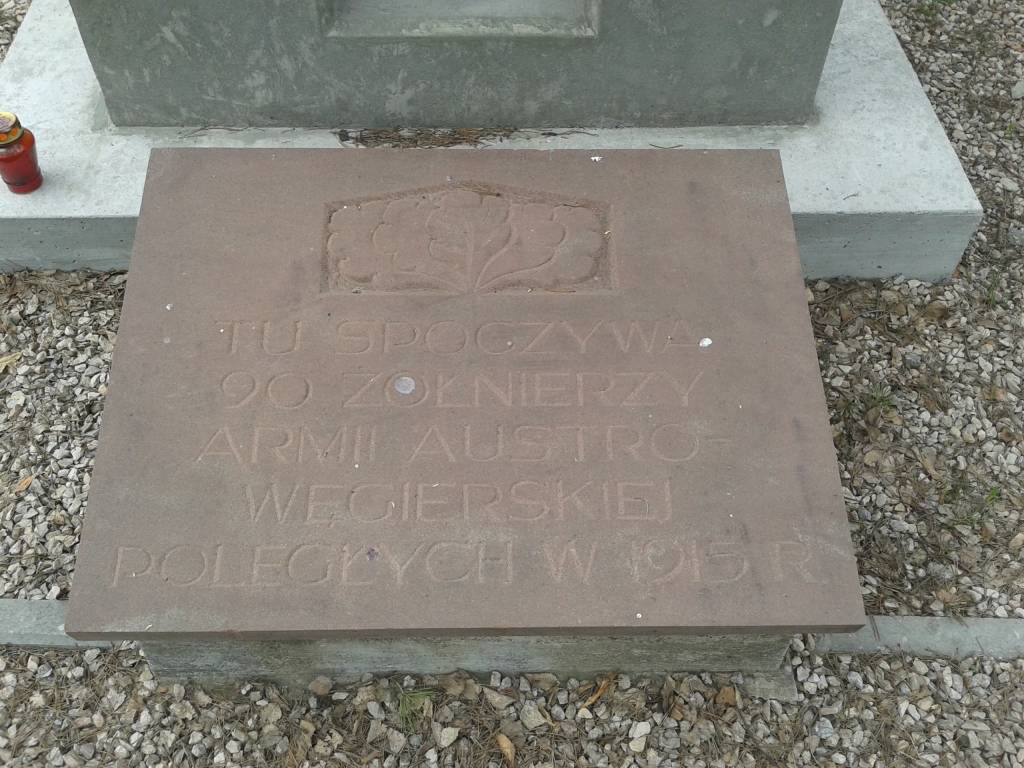 TU SPOCZYWA
90 ŻOŁNIERZY
ARMII AUSTRO-
WĘGIERSKIEJ
POLEGŁYCH W 1915 R.